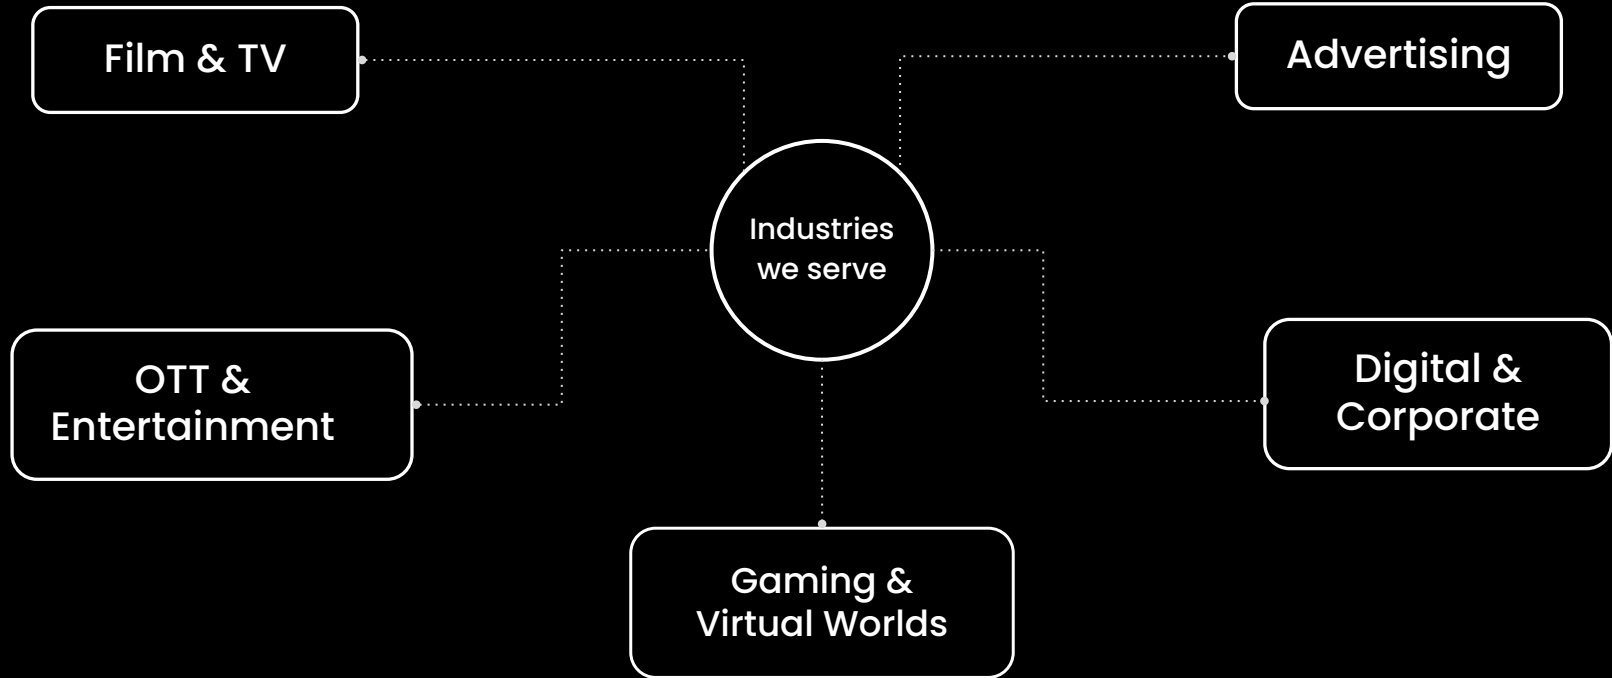 Film & TV
Advertising
Industries
we serve
OTT &
Entertainment
Digital &
Corporate
Gaming &
Virtual Worlds